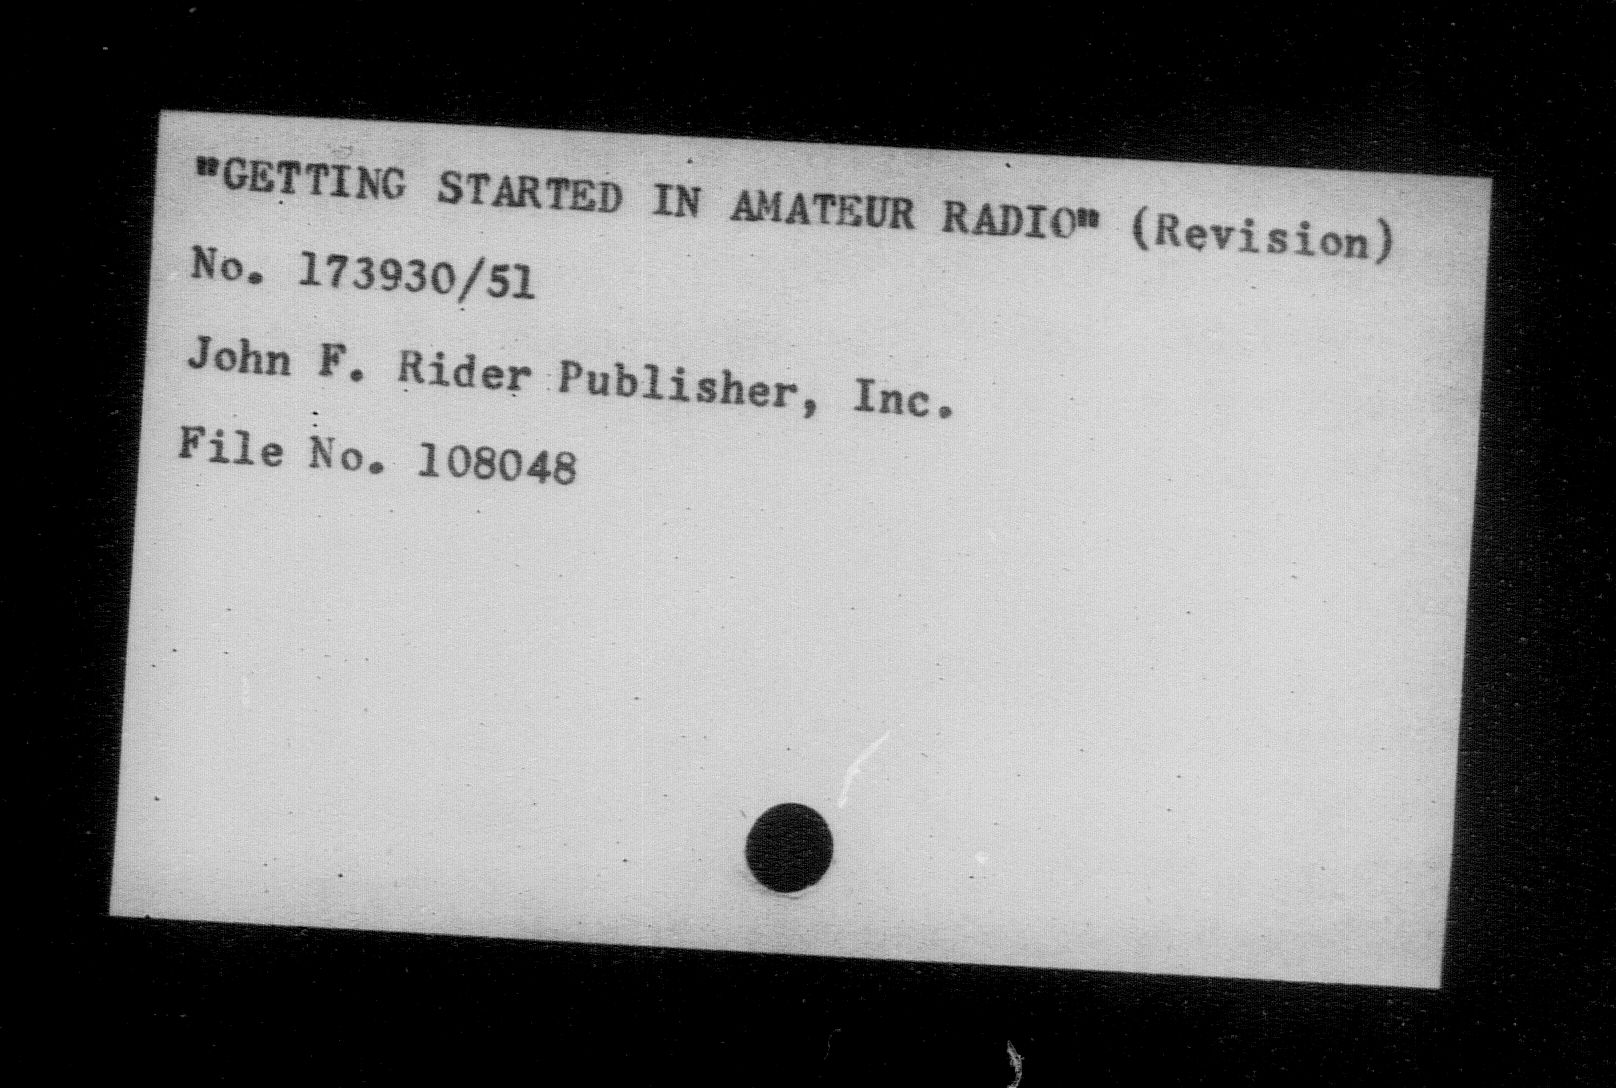 "GETTING STARTED IN AMATEUR RADIO" (Revision)
No. 173930/51
John F. Rider Publisher, Inc.
File No. 108048